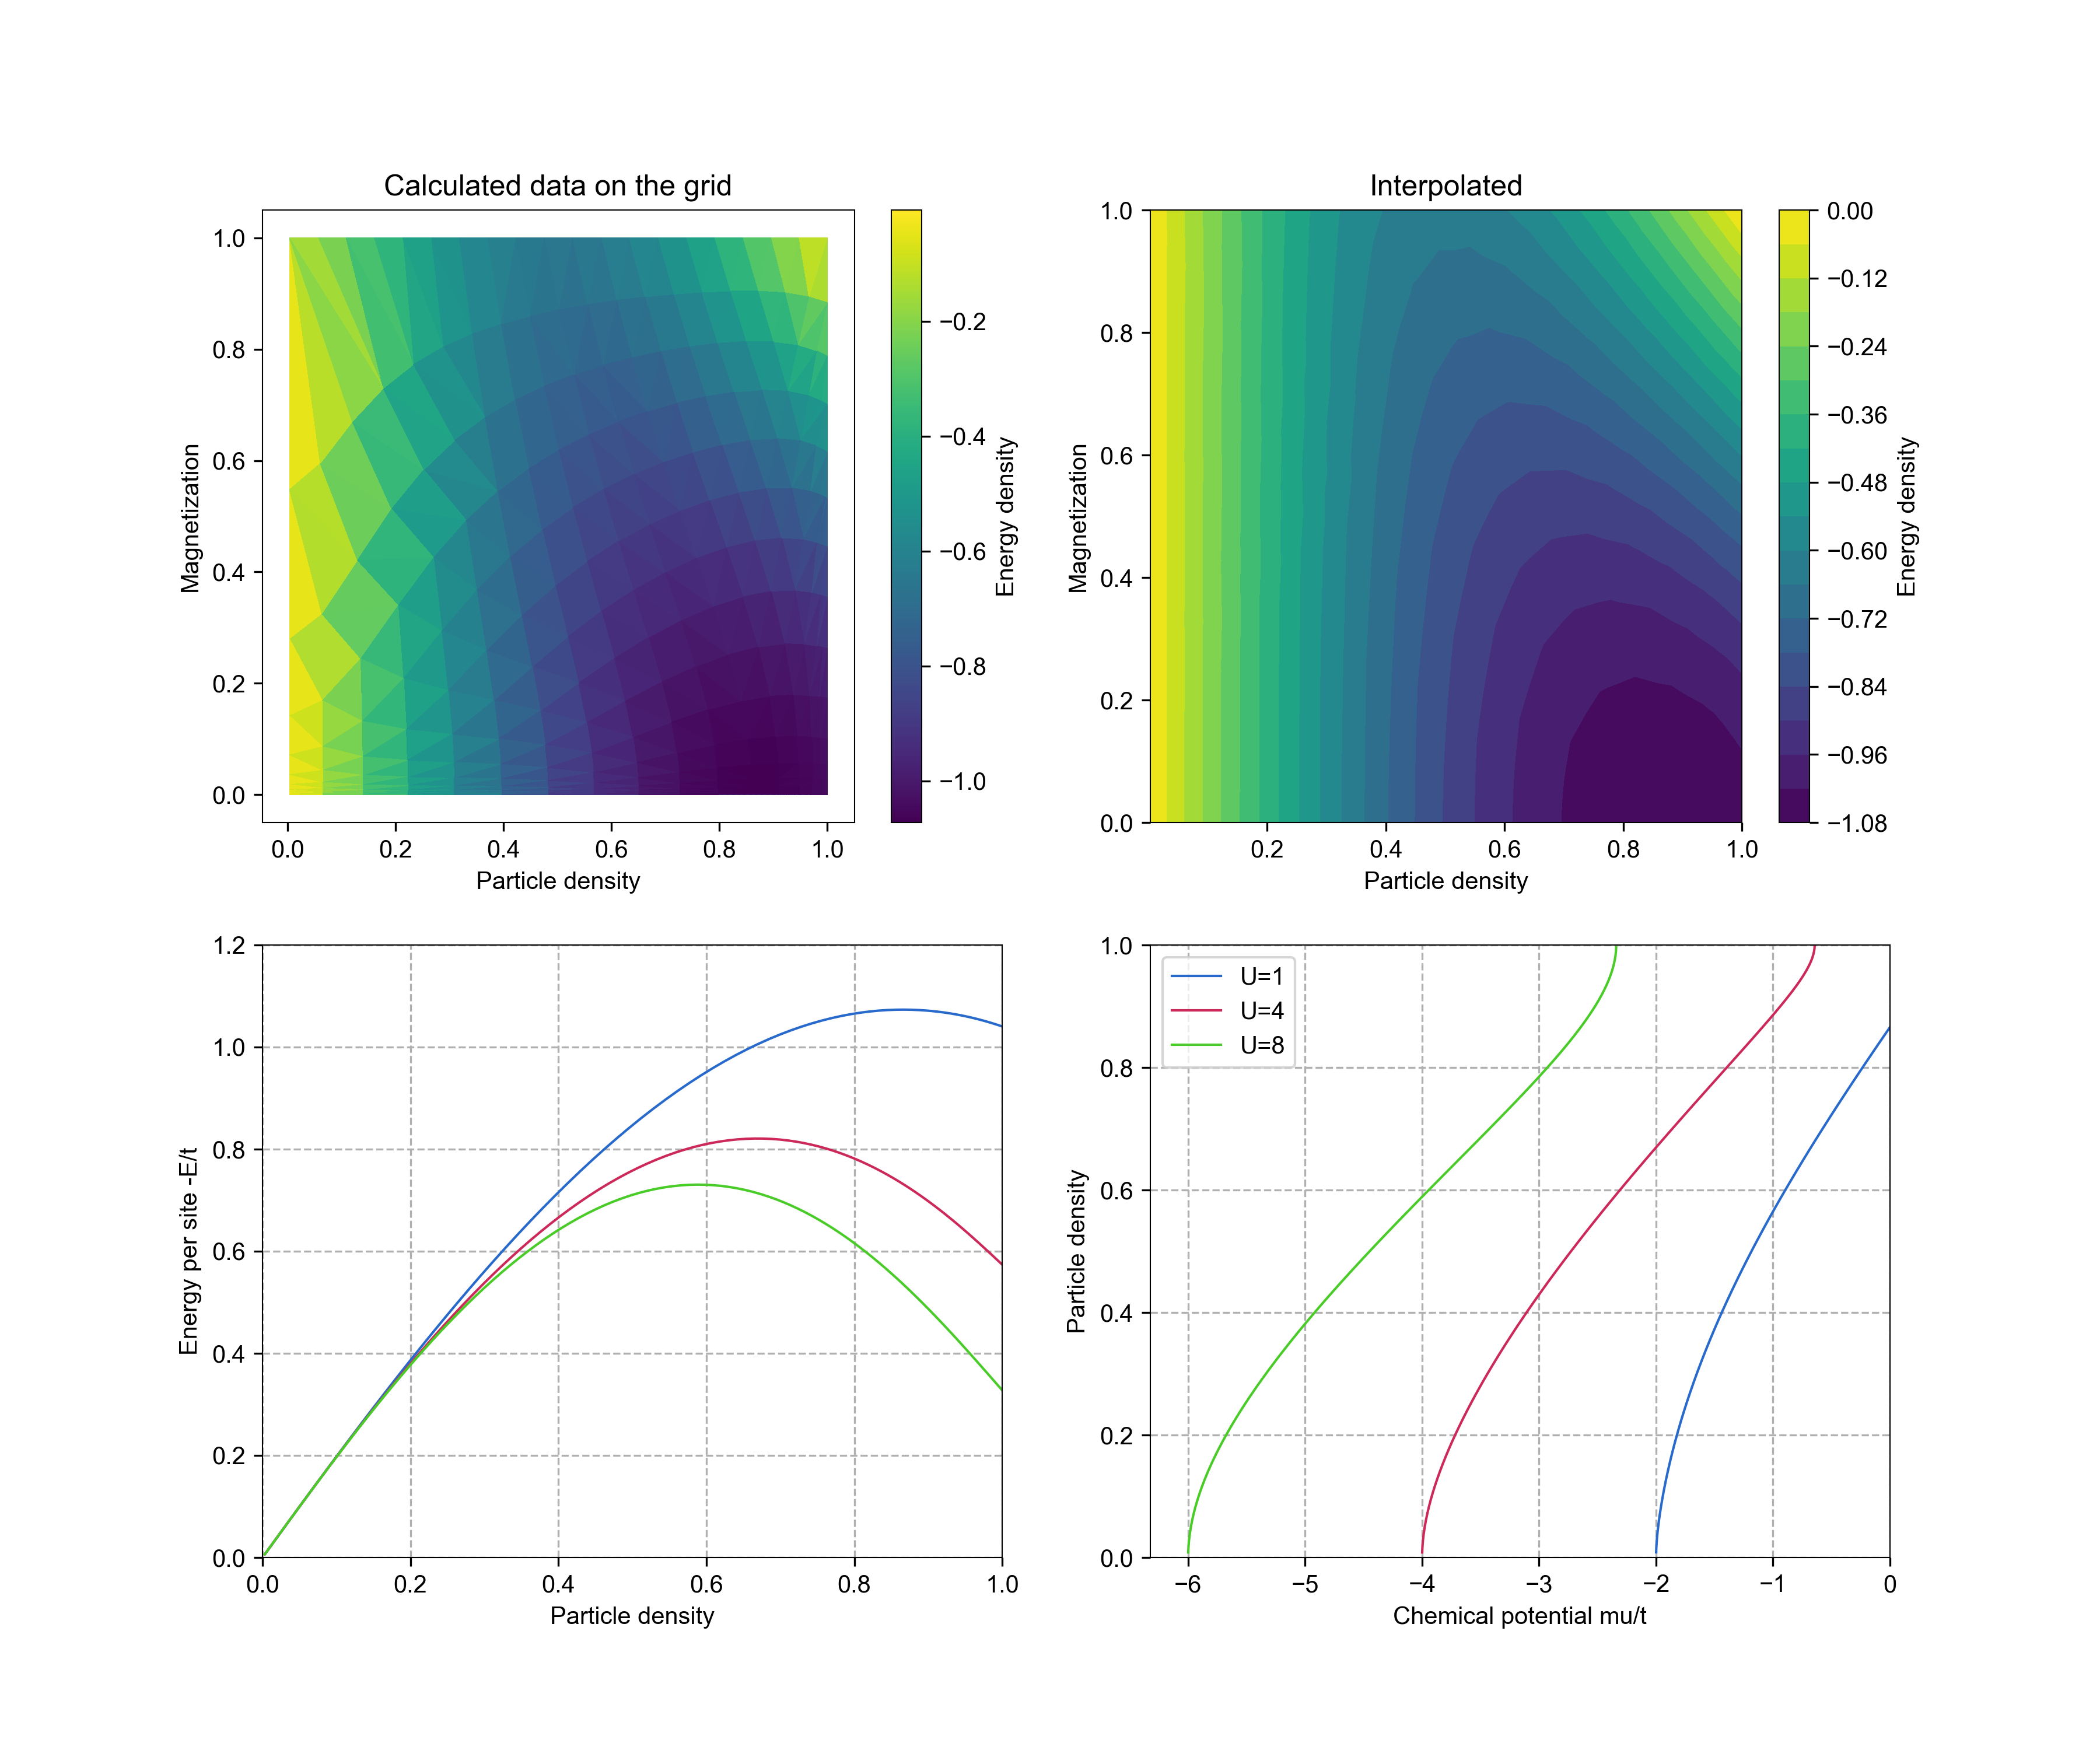 Calculated data on the grid
1.0
0.8
0.6
0.4
0.2
0.0
Magnetization
0.0 0.2 0.4 0.6 0.8 1.0
Particle density
−0.2
−0.4
−0.6
−0.8
−1.0
Energy density
Interpolated
1.0
0.8
0.6
0.4
0.2
0.0
Magnetization
0.2 0.4 0.6 0.8 1.0
Particle density
0.00
−0.12
−0.24
−0.36
−0.48
−0.60
−0.72
−0.84
−0.96
−1.08
Energy density
1.2
1.0
0.8
0.6
0.4
0.2
0.0
Energy per site -E/t
0.0 0.2 0.4 0.6 0.8 1.0
Particle density
1.0
0.8
0.6
0.4
0.2
0.0
Particle density
U=1
U=4
U=8
−6 −5 −4 −3 −2 −1 0
Chemical potential mu/t